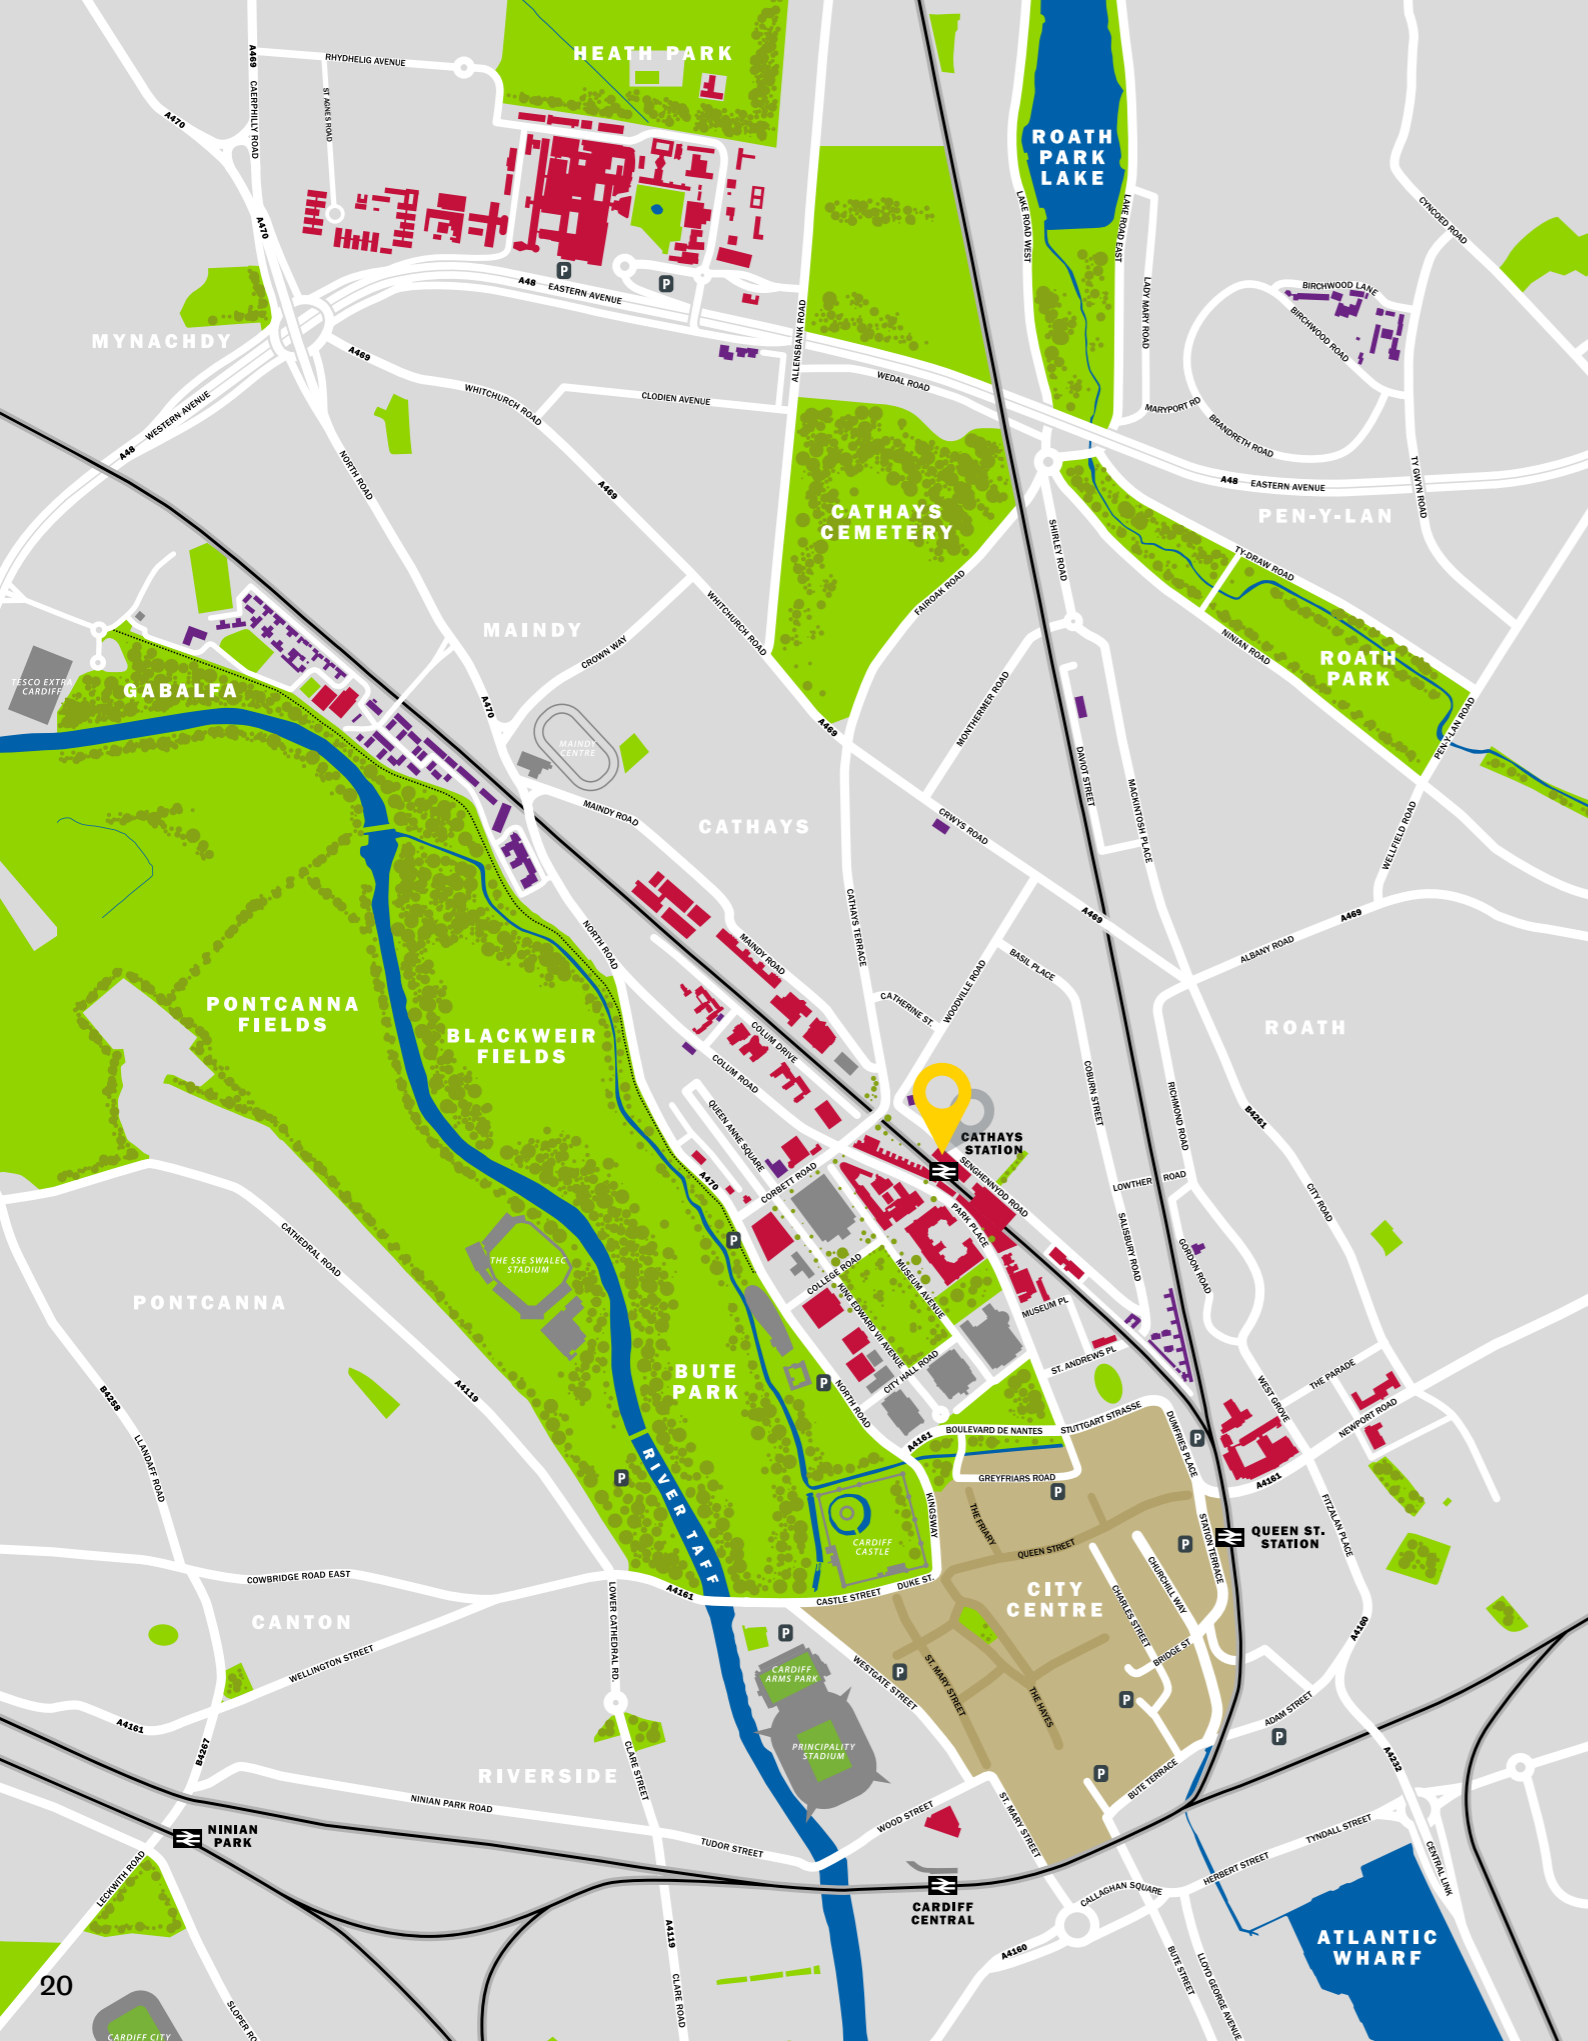 HEATH PARK
A469
CAERPHILLY ROAD
RHYDHELIG AVENUE
ST AGNES ROAD
A470
ROATH
PARK
LAKE
LAKE ROAD WEST
LAKE ROAD EAST
LADY MARY ROAD
CYNCOED ROAD
A470
P
P
A48 EASTERN AVENUE
BIRCHWOOD LANE
BIRCHWOOD ROAD
MYNACHDY
A469
ALLENSBANK ROAD
WEDAL ROAD
WHITCHURCH ROAD
CLODIEN AVENUE
MARYPORT RD
BRANDRETH ROAD
WESTERN AVENUE
A48
NORTH ROAD
A469
TY GWYN ROAD
A48 EASTERN AVENUE
CATHAYS
CEMETERY
PEN-Y-LAN
SHIRLEY ROAD
TY-DRAW ROAD
FAIROAK ROAD
WHITCHURCH ROAD
MAINDY
CROWN WAY
NINIAN ROAD
ROATH
PARK
TESCO EXTRA
CARDIFF
GABALFA
A470
MONTHERMER ROAD
A469
PEN-Y-LAN ROAD
MAINDY
CENTRE
DAVIOT STREET
MACKINTOSH PLACE
MAINDY ROAD
CATHAYS
CRWYS ROAD
WELLFIELD ROAD
CATHAYS TERRACE
A469
A469
NORTH ROAD
MAINDY ROAD
BASIL PLACE
WOODVILLE ROAD
ALBANY ROAD
CATHERINE ST.
PONTCANNA
FIELDS
BLACKWEIR
FIELDS
COLUM DRIVE
COLUM ROAD
ROATH
COBURN STREET
RICHMOND ROAD
B4261
QUEEN ANNE SQUARE
CATHAYS
STATION
SENGHENNYDD ROAD
A470
CORBETT ROAD
LOWTHER ROAD
CITY ROAD
PARK PLACE
SALISBURY ROAD
P
CATHEDRAL ROAD
THE SSE SWALEC
STADIUM
COLLEGE ROAD
MUSEUM AVENUE
GORDON ROAD
KING EDWARD VII AVENUE
MUSEUM PL
PONTCANNA
BUTE
PARK
P
CITY HALL ROAD
ST. ANDREWS PL
THE PARADE
WEST GROVE
NEWPORT ROAD
A4119
B4258
NORTH ROAD
A4161
BOULEVARD DE NANTES
STUTTGART STRASSE
DUMFRIES PLACE
P
LLANDAFF ROAD
P
RIVER TAFF
GREYFRIARS ROAD
P
A4161
KINGSWAY
THE FRIARY
FITZALAN PLACE
CARDIFF
CASTLE
QUEEN STREET
P
STATION TERRACE
QUEEN ST.
STATION
COWBRIDGE ROAD EAST
A4161
CASTLE STREET
DUKE ST.
CITY
CENTRE
CHURCHILL WAY
CHARLES STREET
CANTON
LOWER CATHEDRAL RD.
P
A4160
WELLINGTON STREET
CARDIFF
ARMS PARK
WESTGATE STREET
P
ST. MARY STREET
BRIDGE ST
P
THE HAYES
ADAM STREET
P
A4161
B4267
CLARE STREET
PRINCIPALITY
STADIUM
A4232
RIVERSIDE
P
BUTE TERRACE
NINIAN PARK ROAD
WOOD STREET
ST. MARY STREET
TYNDALL STREET
NINIAN
PARK
TUDOR STREET
HERBERT STREET
CENTRAL LINK
LECKWITH ROAD
CARDIFF
CENTRAL
CALLAGHAN SQUARE
A4119
A4160
ATLANTIC
WHARF
BUTE STREET
LLOYD GEORGE AVENUE
20
CLARE ROAD
SLOPER RO
CARDIFF CITY